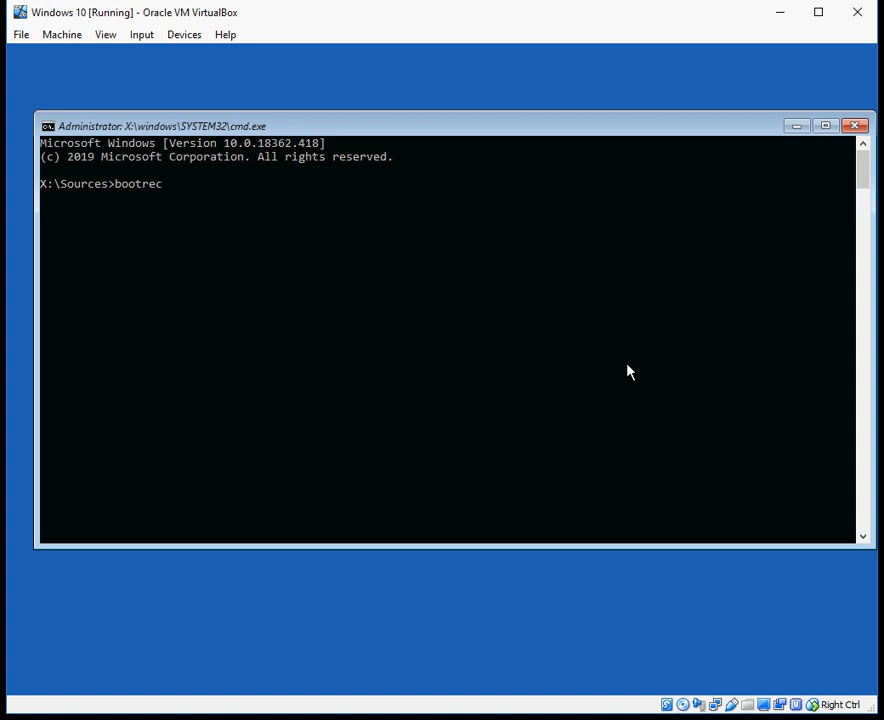 Windows 10 [Running] - Oracle VM VirtualBox
File Machine View Input Devices Help
Administrator: X:\windows\SYSTEM32\cmd.exe
Microsoft Windows [Version 10.0.18362.418]
(c) 2019 Microsoft Corporation. All rights reserved.
X:\Sources>bootrec
Right Ctrl